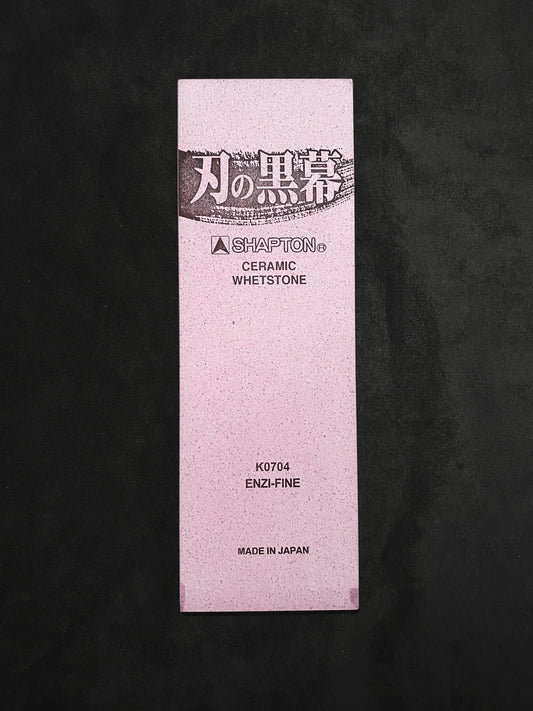 刃の黒幕
SHAPTON®
CERAMIC
WHETSTONE
K0704
ENZI-FINE
MADE IN JAPAN